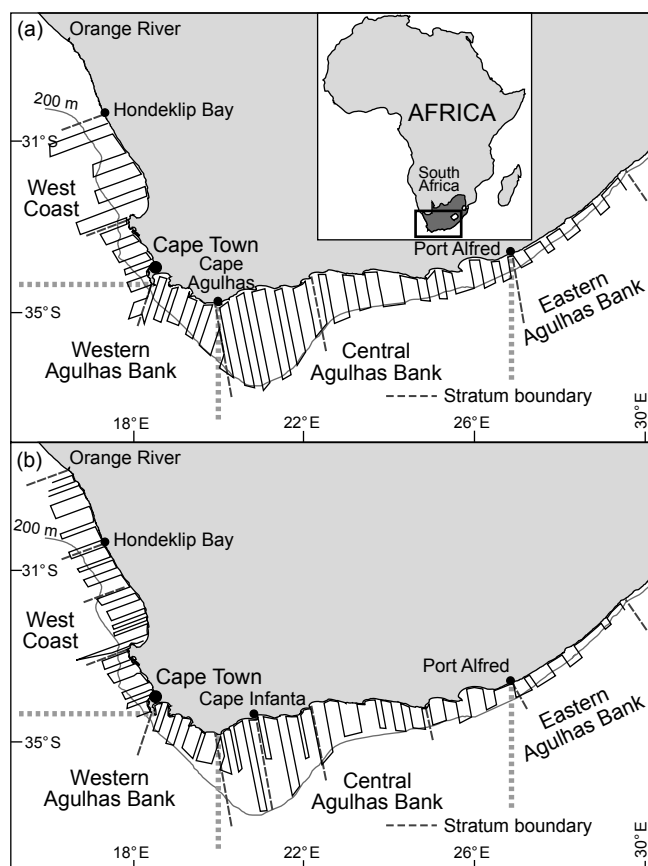 (a)
Orange River
200 m
Hondeklip Bay
31°S
West
Coast
Cape Town
Cape
Agulhas
35°S
Western
Agulhas Bank
Central
Agulhas Bank
Port Alfred
Eastern
Agulhas Bank
Stratum boundary
AFRICA
South
Africa
18°E
22°E
26°E
30°E
(b)
Orange River
200 m
Hondeklip Bay
31°S
West
Coast
Cape Town
Cape Infanta
Port Alfred
35°S
Western
Agulhas Bank
Central
Agulhas Bank
Eastern
Agulhas Bank
Stratum boundary
18°E
22°E
26°E
30°E